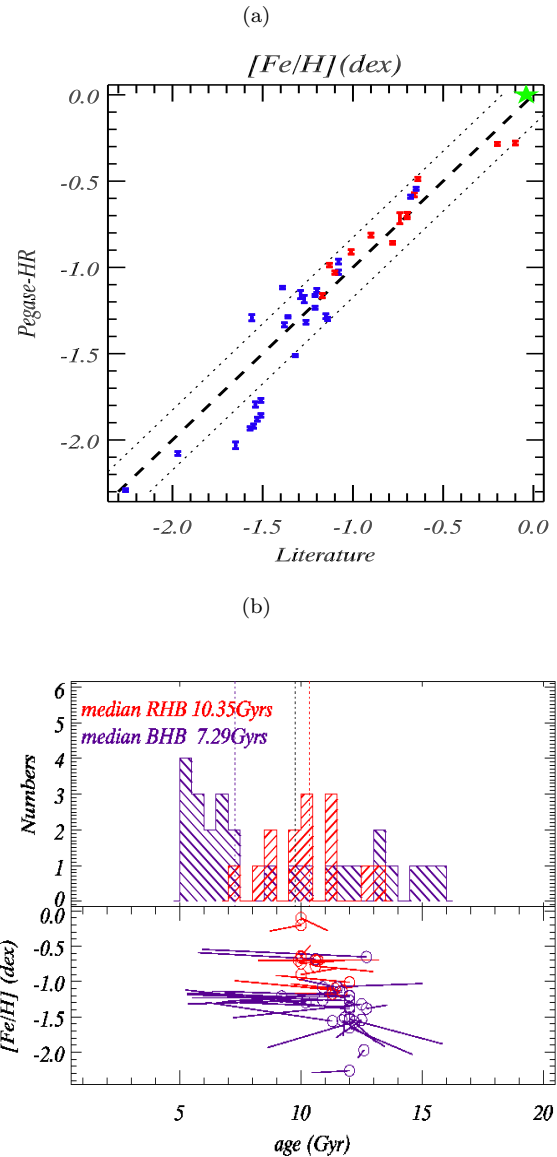 (a)
[Fe/H](dex)
0.0
-0.5
-1.0
-1.5
-2.0
Pegase-HR
-2.0 -1.5 -1.0 -0.5 0.0
Literature
(b)
6
5
4
3
2
1
0
Numbers
median RHB 10.35Gyrs
median BHB 7.29Gyrs
0.0
-0.5
-1.0
-1.5
-2.0
[Fe/H] (dex)
5 10 15 20
age (Gyr)